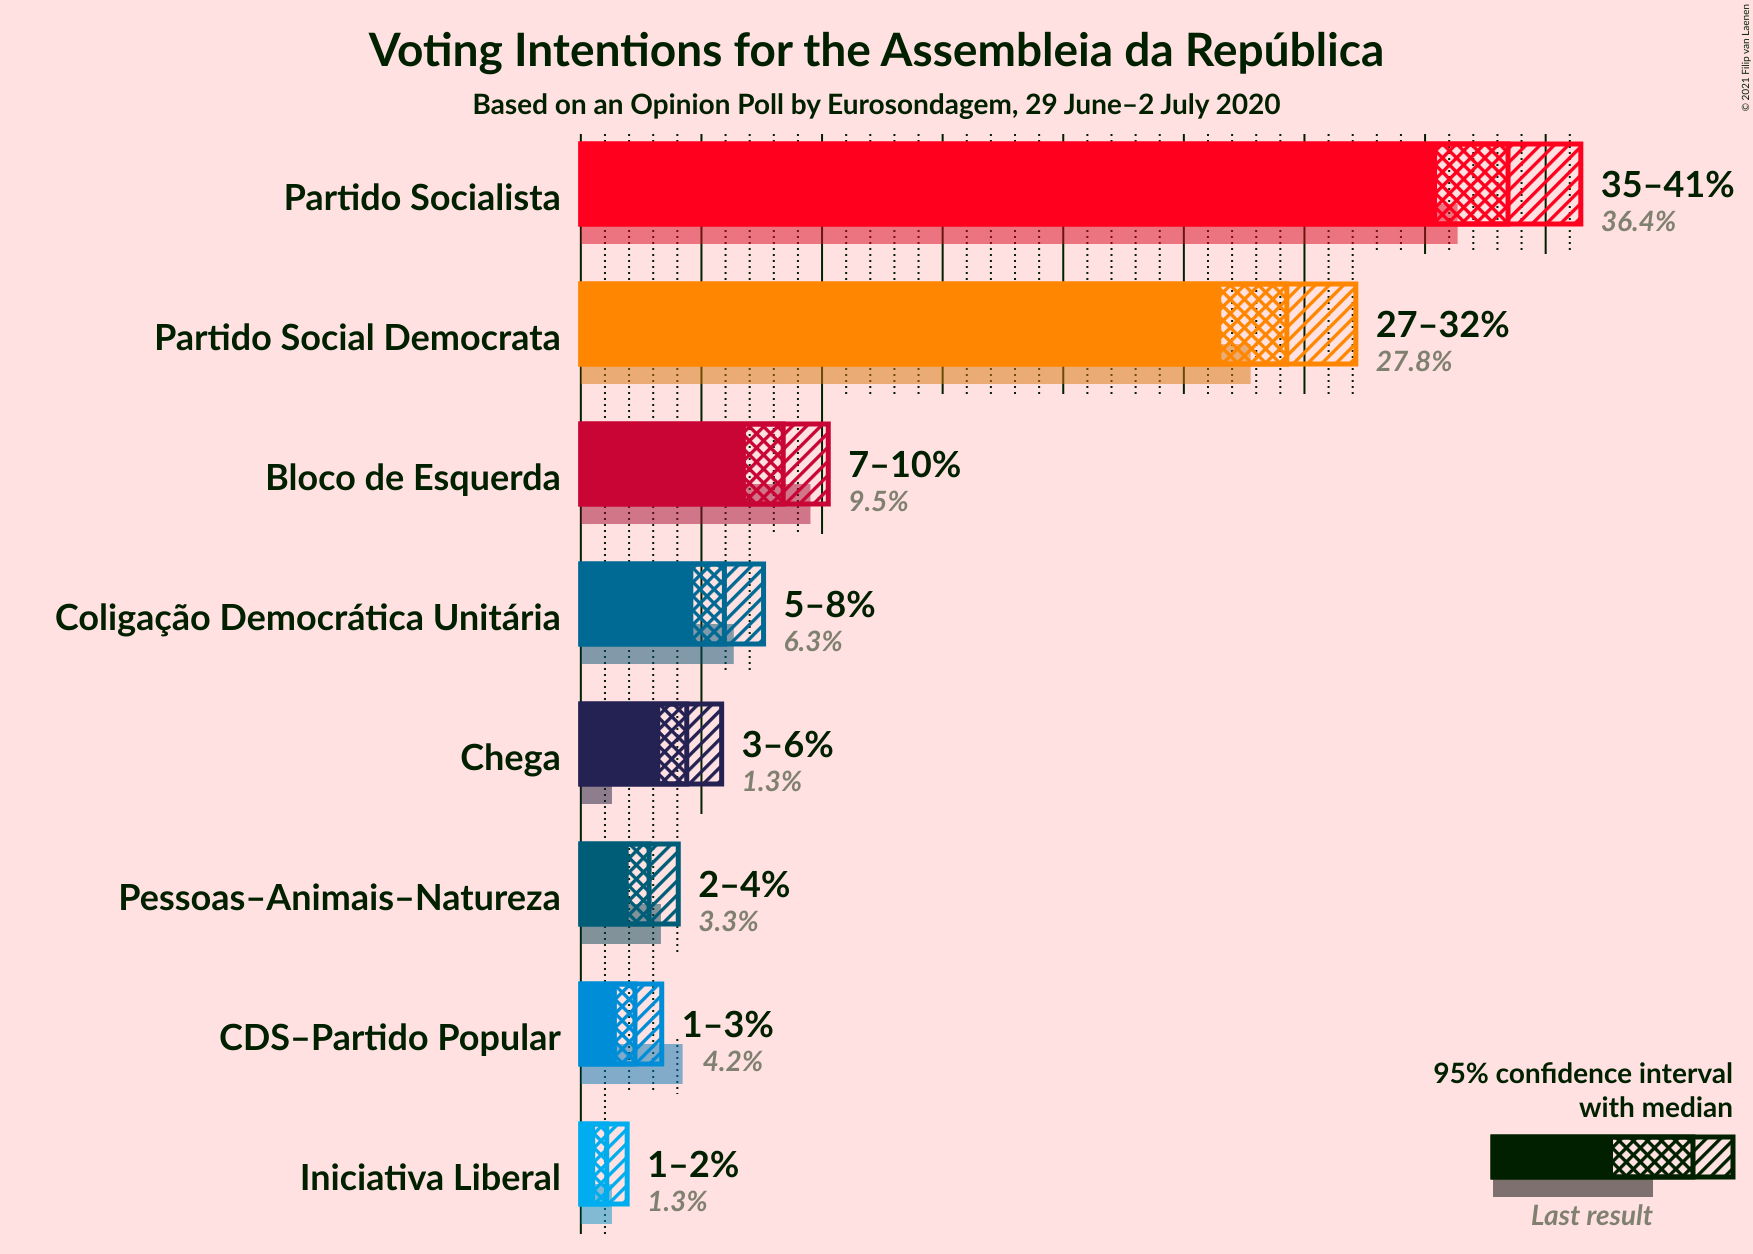 Voting Intentions for the Assembleia da República
Based on an Opinion Poll by Eurosondagem, 29 June–2 July 2020
© 2021 Filip van Laenen
Partido Socialista
35–41%
36.4%
Partido Social Democrata
27–32%
27.8%
Bloco de Esquerda
7–10%
9.5%
Coligação Democrática Unitária
5–8%
6.3%
Chega
3–6%
1.3%
Pessoas–Animais–Natureza
2–4%
3.3%
CDS–Partido Popular
1–3%
4.2%
Iniciativa Liberal
1–2%
1.3%
95% confidence interval
with median
Last result